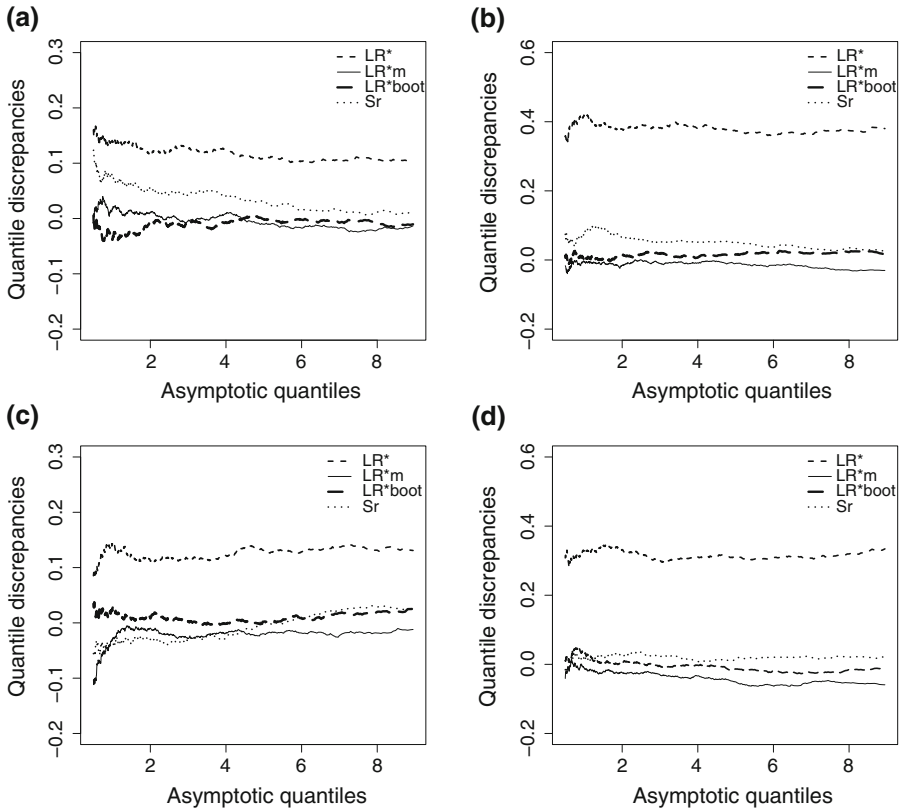 (a)
Quantile discrepancies
0.3
0.2
0.1
0.0
−0.1
−0.2
LR*
LR*m
LR*boot
Sr
2 4 6 8
Asymptotic quantiles
(b)
Quantile discrepancies
0.6
0.4
0.2
0.0
−0.2
LR*
LR*m
LR*boot
Sr
2 4 6 8
Asymptotic quantiles
(c)
Quantile discrepancies
0.3
0.2
0.1
0.0
−0.1
−0.2
LR*
LR*m
LR*boot
Sr
2 4 6 8
Asymptotic quantiles
(d)
Quantile discrepancies
0.6
0.4
0.2
0.0
−0.2
LR*
LR*m
LR*boot
Sr
2 4 6 8
Asymptotic quantiles